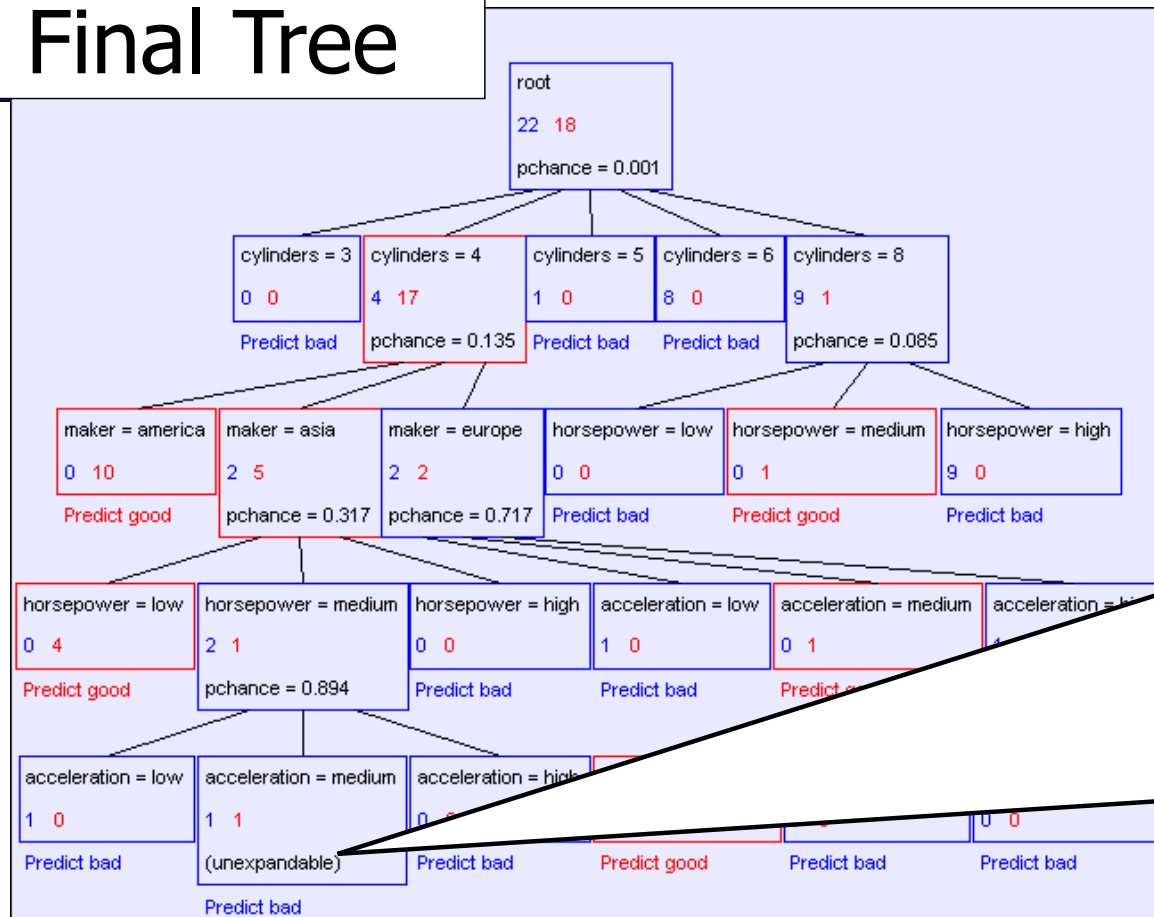 Final Tree
root
22 18
pchance = 0.001
cylinders = 3
0 0
Predict bad
cylinders = 4
4 17
pchance = 0.135
cylinders = 5
1 0
Predict bad
cylinders = 6
8 0
Predict bad
cylinders = 8
9 1
pchance = 0.085
maker = america
0 10
Predict good
maker = asia
2 5
pchance = 0.317
maker = europe
2 2
pchance = 0.717
horsepower = low
0 0
Predict bad
horsepower = medium
0 1
Predict good
horsepower = high
9 0
Predict bad
horsepower = low
0 4
Predict good
horsepower = medium
2 1
pchance = 0.894
horsepower = high
0 0
Predict bad
acceleration = low
1 0
Predict bad
acceleration = medium
0 1
Predict
acceleration =
acceleration = low
1 0
Predict bad
acceleration = medium
1 1
(unexpandable)
Predict bad
acceleration = high
0
Predict bad
Predict good
Predict bad
0 0
Predict bad